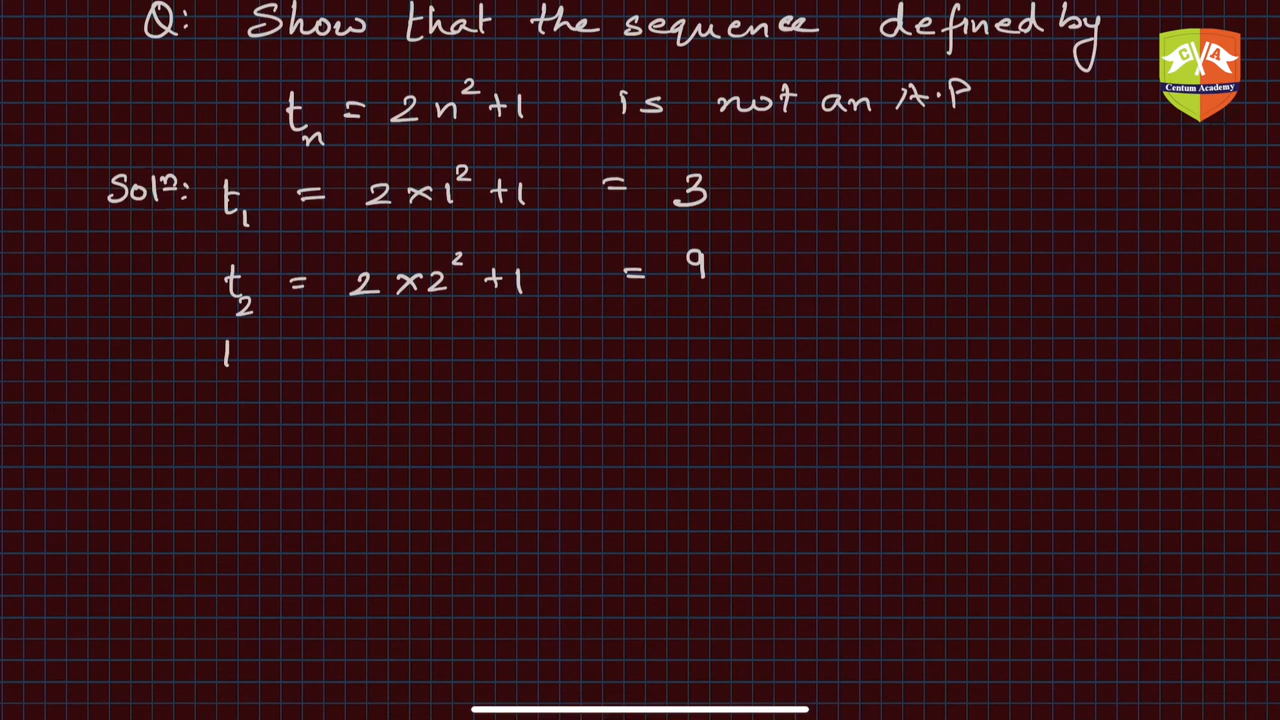 Q: Show that the sequence defined by
tₙ = 2n² + 1 is not an A.P
Solⁿ: t₁ = 2 × 1² + 1 = 3
t₂ = 2 × 2² + 1 = 9
C A
Centum Academy